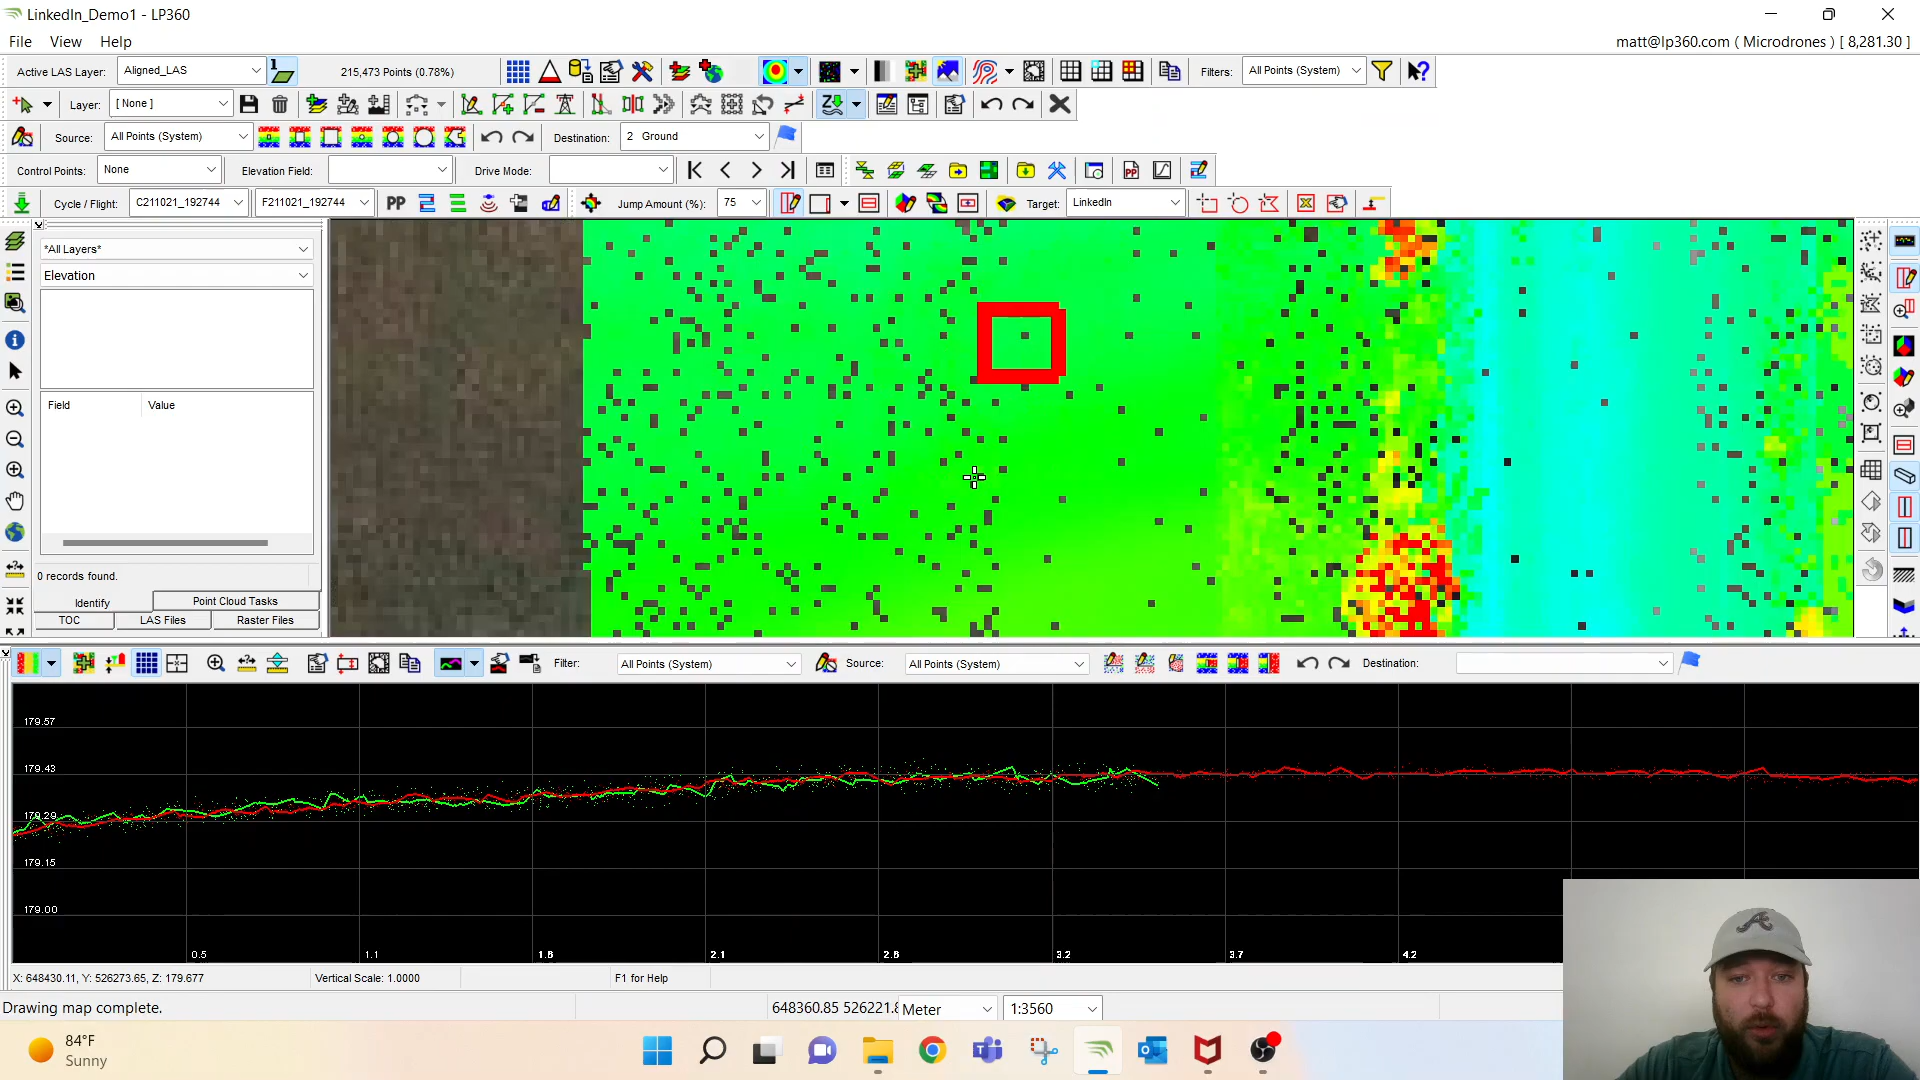 LinkedIn_Demo1 - LP360
File View Help
matt@lp360.com ( Microdrones ) [ 8,281.30 ]
Active LAS Layer: Aligned_LAS 215,473 Points (0.78%) Filters: All Points (System)
Layer: [ None ]
Source: All Points (System) Destination: 2 Ground
Control Points: None Elevation Field: Drive Mode:
Cycle / Flight: C211021_192744 F211021_192744 PP Jump Amount (%): 75 Target: LinkedIn
*All Layers*
Elevation
Field Value
0 records found.
Identify Point Cloud Tasks
TOC LAS Files Raster Files
Filter: All Points (System) Source: All Points (System) Destination:
179.57
179.43
179.29
179.15
179.00
0.5 1.1 1.6 2.1 2.6 3.2 3.7 4.2
X: 648430.11, Y: 526273.65, Z: 179.677 Vertical Scale: 1.0000 F1 for Help
Drawing map complete. 648360.85 526221.8 Meter 1:3560
84°F
Sunny